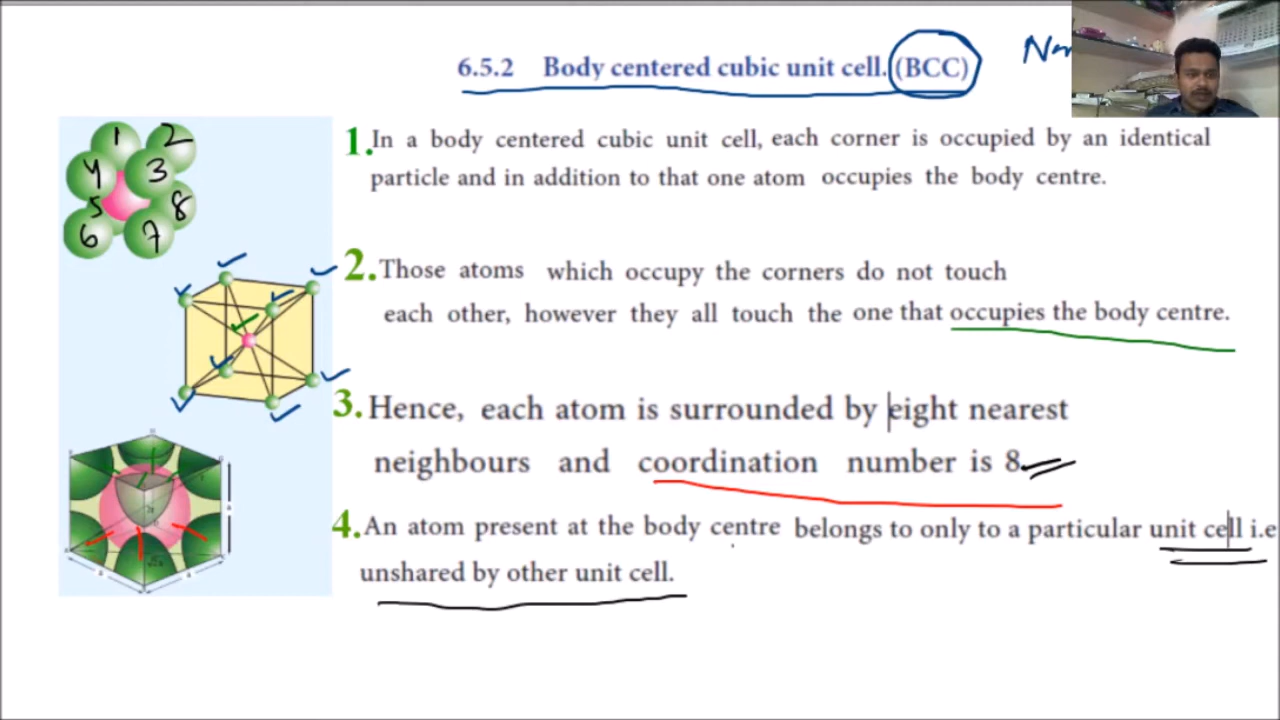 6.5.2 Body centered cubic unit cell. (BCC)
1. In a body centered cubic unit cell, each corner is occupied by an identical
particle and in addition to that one atom occupies the body centre.
2. Those atoms which occupy the corners do not touch
each other, however they all touch the one that occupies the body centre.
3. Hence, each atom is surrounded by eight nearest
neighbours and coordination number is 8
4. An atom present at the body centre belongs to only to a particular unit cell i.e
unshared by other unit cell.
1 2
4 3
5 8
6 7